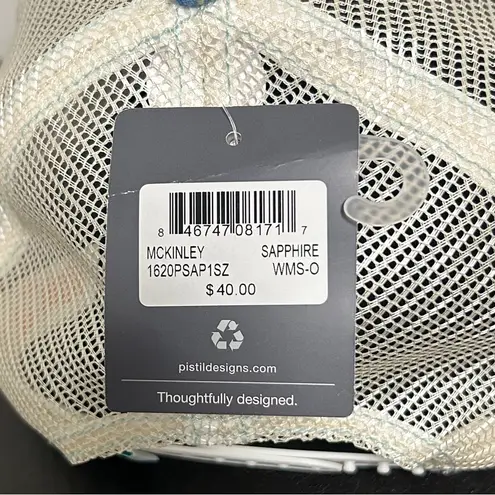 8 46747 08171 7
MCKINLEY SAPPHIRE
1620PSAP1SZ WMS-O
$40.00
pistildesigns.com
Thoughtfully designed.